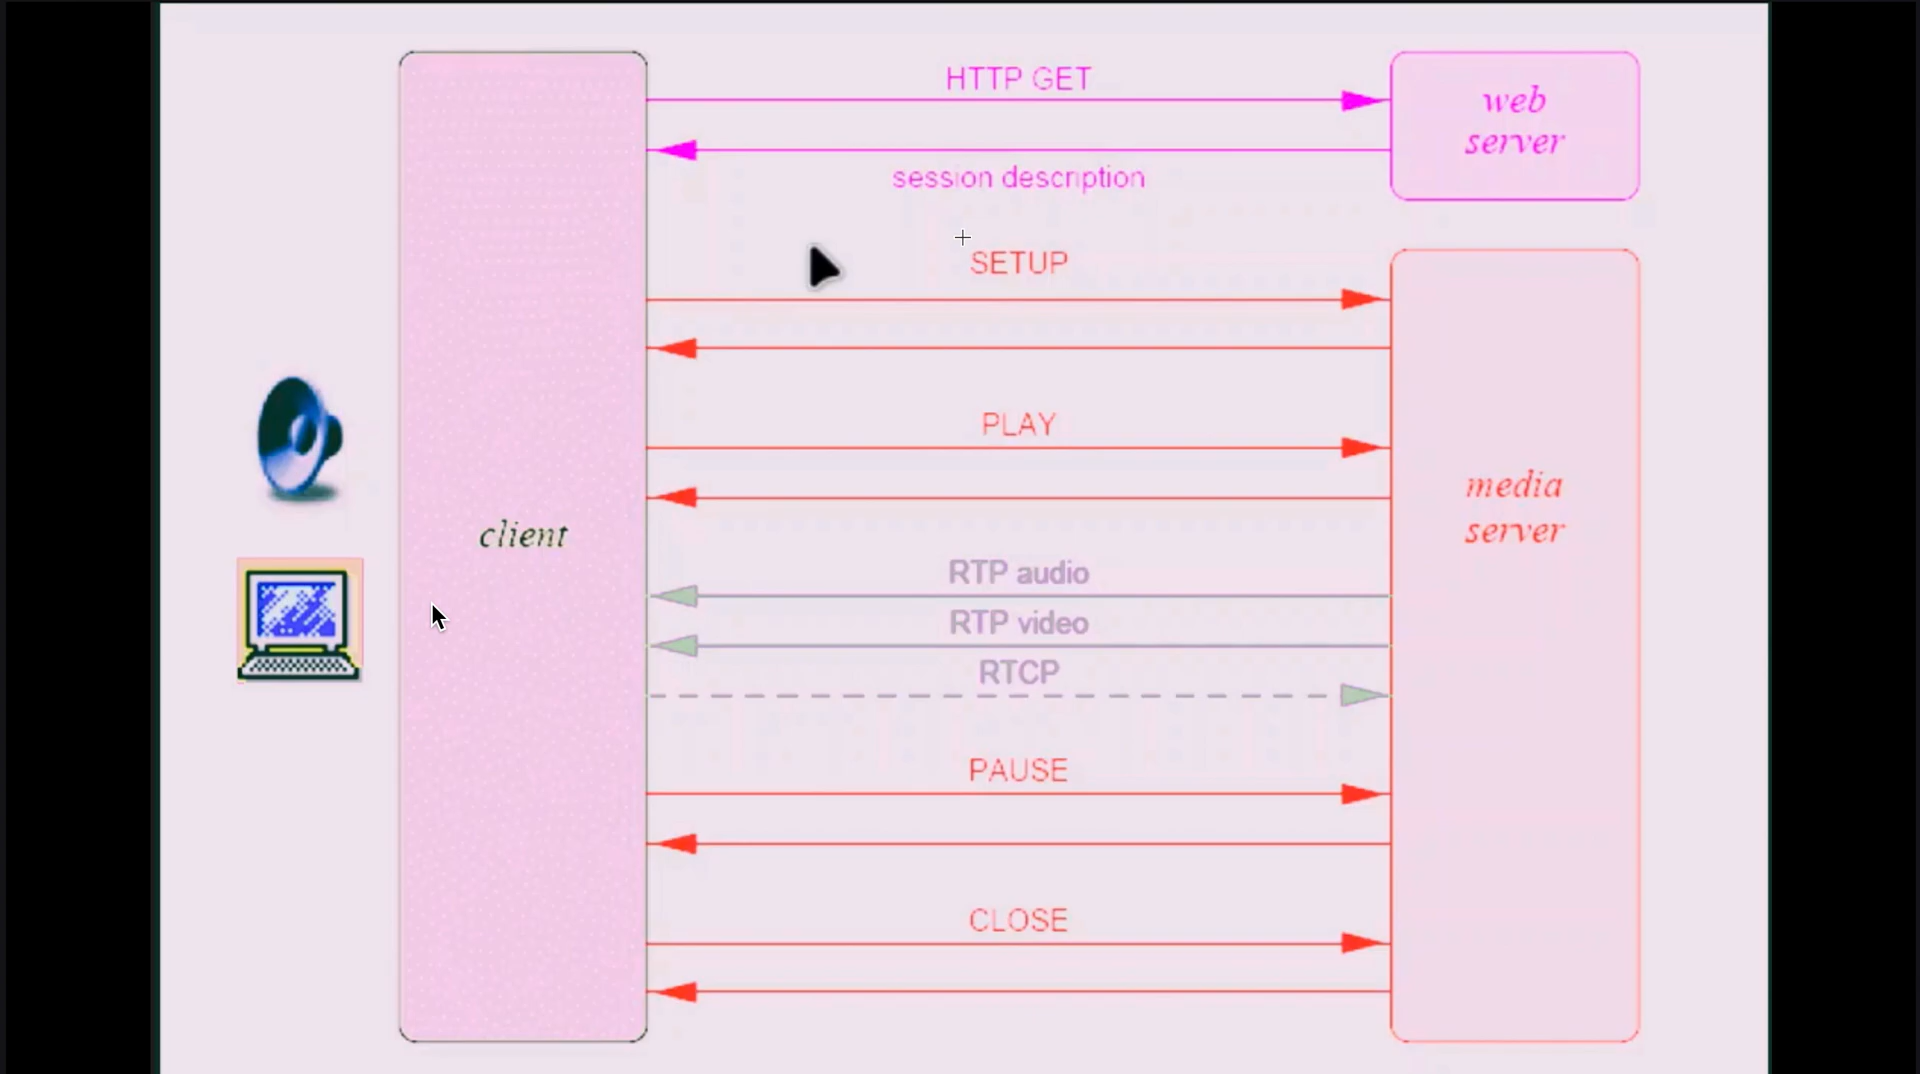 HTTP GET
web
server
session description
SETUP
PLAY
media
server
client
RTP audio
RTP video
RTCP
PAUSE
CLOSE